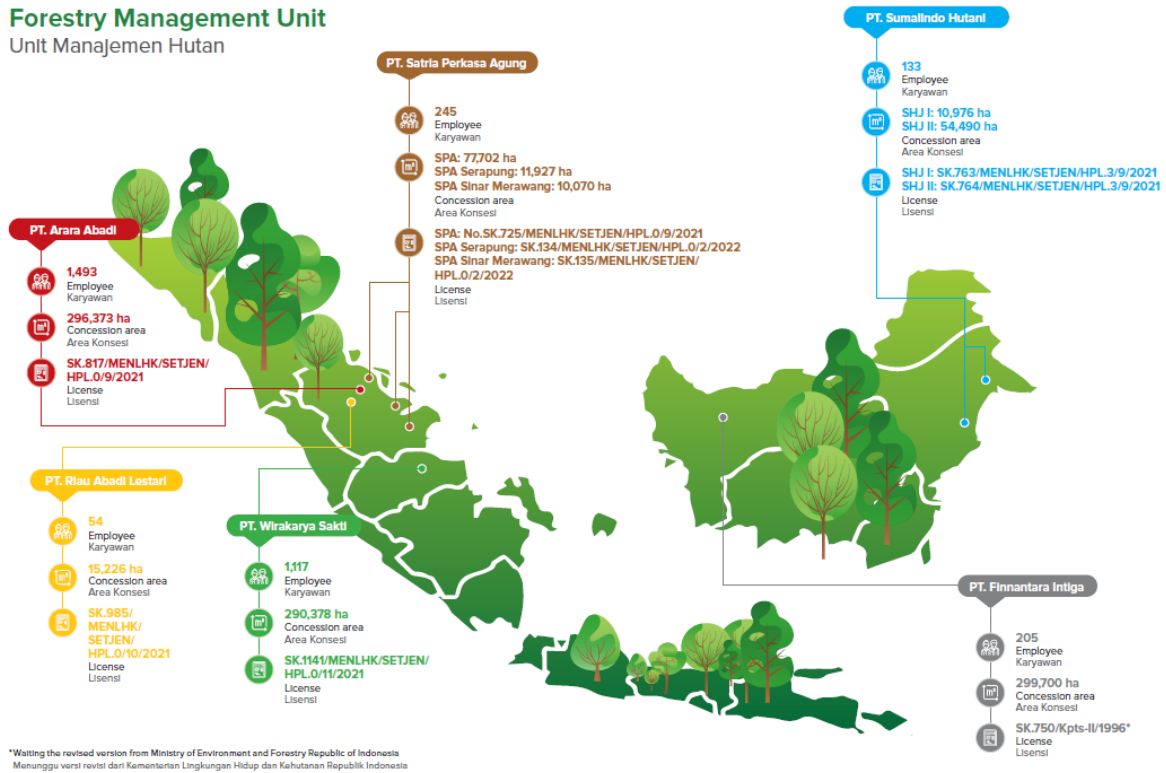 Forestry Management Unit
Unit Manajemen Hutan
PT. Satria Perkasa Agung
245
Employee
Karyawan
SPA: 77,702 ha
SPA Serapung: 11,927 ha
SPA Sinar Merawang: 10,070 ha
Concession area
Area Konsesi
SPA: No.SK.725/MENLHK/SETJEN/HPL.0/9/2021
SPA Serapung: SK.134/MENLHK/SETJEN/HPL.0/2/2022
SPA Sinar Merawang: SK.135/MENLHK/SETJEN/
HPL.0/2/2022
License
Lisensi
PT. Sumalindo Hutani
133
Employee
Karyawan
SHJ I: 10,976 ha
SHJ II: 54,490 ha
Concession area
Area Konsesi
SHJ I: SK.763/MENLHK/SETJEN/HPL.3/9/2021
SHJ II: SK.764/MENLHK/SETJEN/HPL.3/9/2021
License
Lisensi
PT. Arara Abadi
1,493
Employee
Karyawan
296,373 ha
Concession area
Area Konsesi
SK.817/MENLHK/SETJEN/
HPL.0/9/2021
License
Lisensi
PT. Riau Abadi Lestari
54
Employee
Karyawan
15,226 ha
Concession area
Area Konsesi
SK.985/
MENLHK/
SETJEN/
HPL.0/10/2021
License
Lisensi
PT. Wirakarya Sakti
1,117
Employee
Karyawan
290,378 ha
Concession area
Area Konsesi
SK.1141/MENLHK/SETJEN/
HPL.0/11/2021
License
Lisensi
PT. Finnantara Intiga
205
Employee
Karyawan
299,700 ha
Concession area
Area Konsesi
SK.750/Kpts-II/1996*
License
Lisensi
*Waiting the revised version from Ministry of Environment and Forestry Republic of Indonesia
Menunggu versi revisi dari Kementerian Lingkungan Hidup dan Kehutanan Republik Indonesia